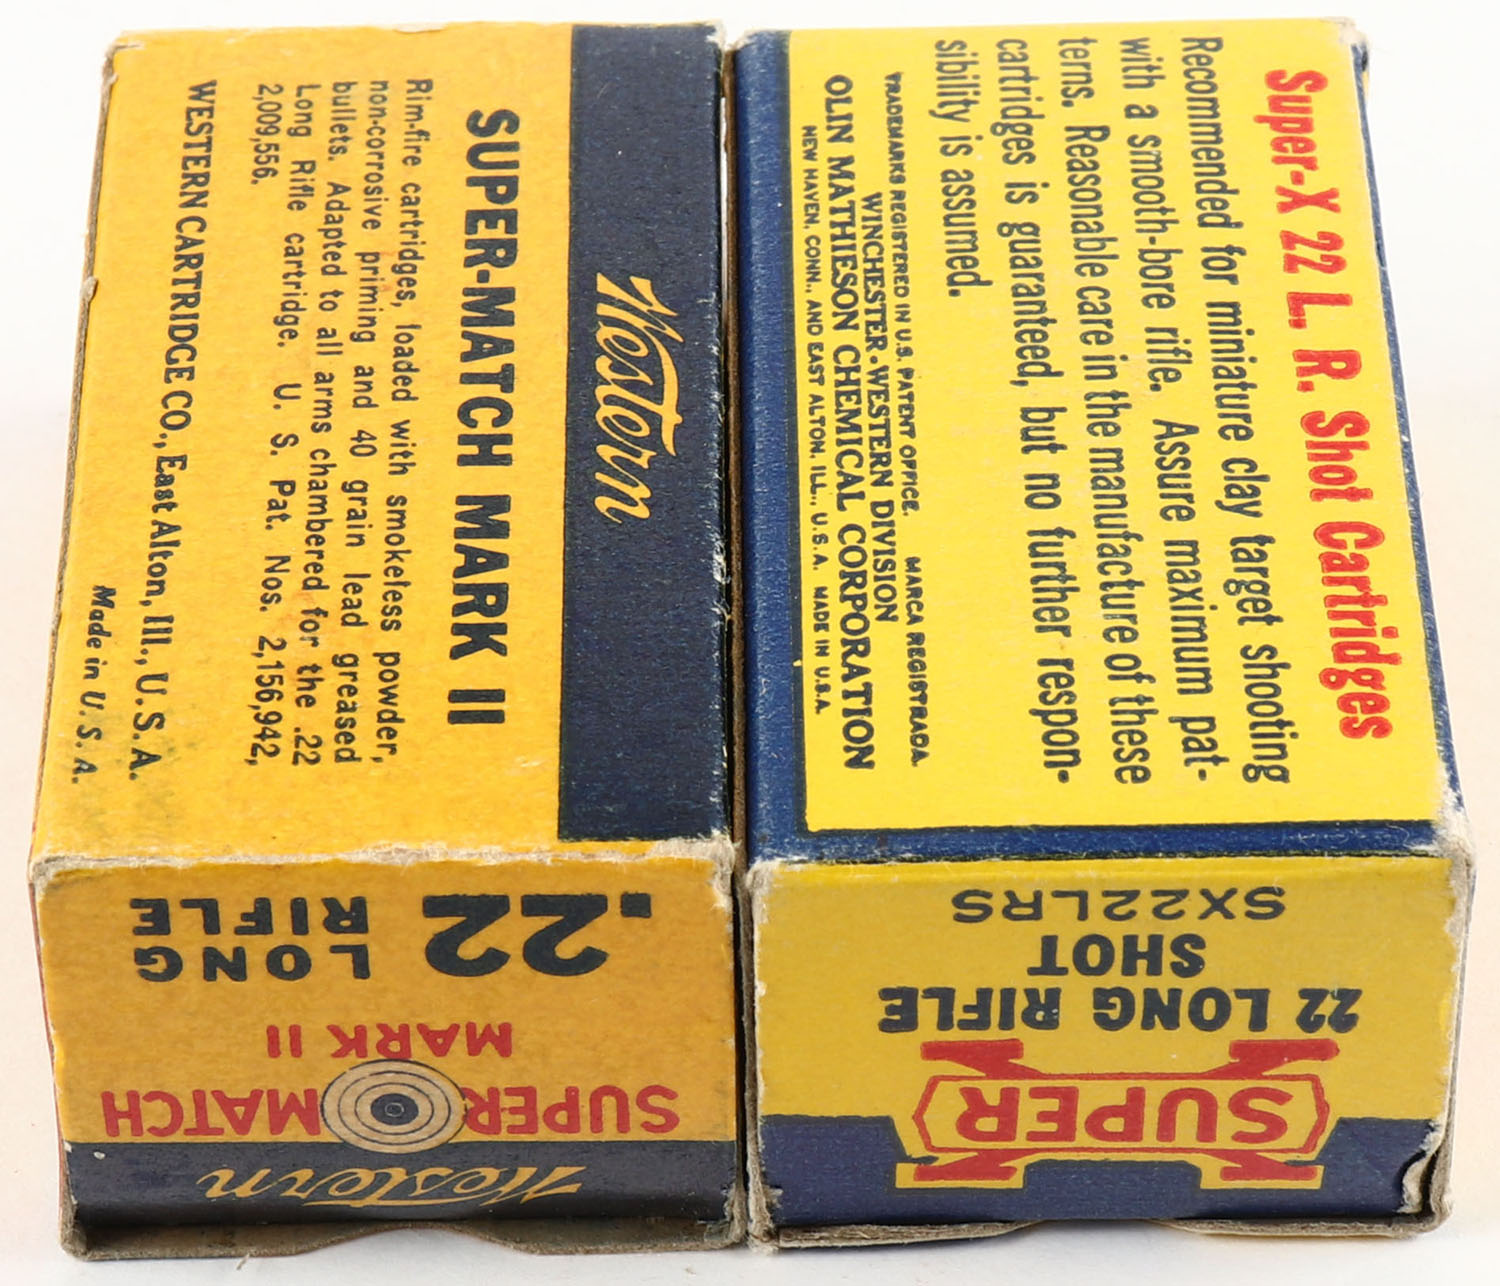 Western
SUPER-MATCH MARK II
Rim-fire cartridges, loaded with smokeless powder,
non-corrosive priming and 40 grain lead greased
bullets. Adapted to all arms chambered for the .22
Long Rifle cartridge. U. S. Pat. Nos. 2,156,942,
2,009,556.
WESTERN CARTRIDGE CO., East Alton, Ill., U. S. A.
Made in U. S. A.
Western
SUPER MATCH
MARK II
.22 LONG
RIFLE
Super-X 22 L. R. Shot Cartridges
Recommended for miniature clay target shooting
with a smooth-bore rifle. Assure maximum pat-
terns. Reasonable care in the manufacture of these
cartridges is guaranteed, but no further respon-
sibility is assumed.
TRADEMARKS REGISTERED IN U.S. PATENT OFFICE. MARCA REGISTRADA.
WINCHESTER-WESTERN DIVISION
OLIN MATHIESON CHEMICAL CORPORATION
NEW HAVEN, CONN., AND EAST ALTON, ILL., U.S.A. MADE IN U.S.A.
SUPER X
22 LONG RIFLE
SHOT
SX22LRS